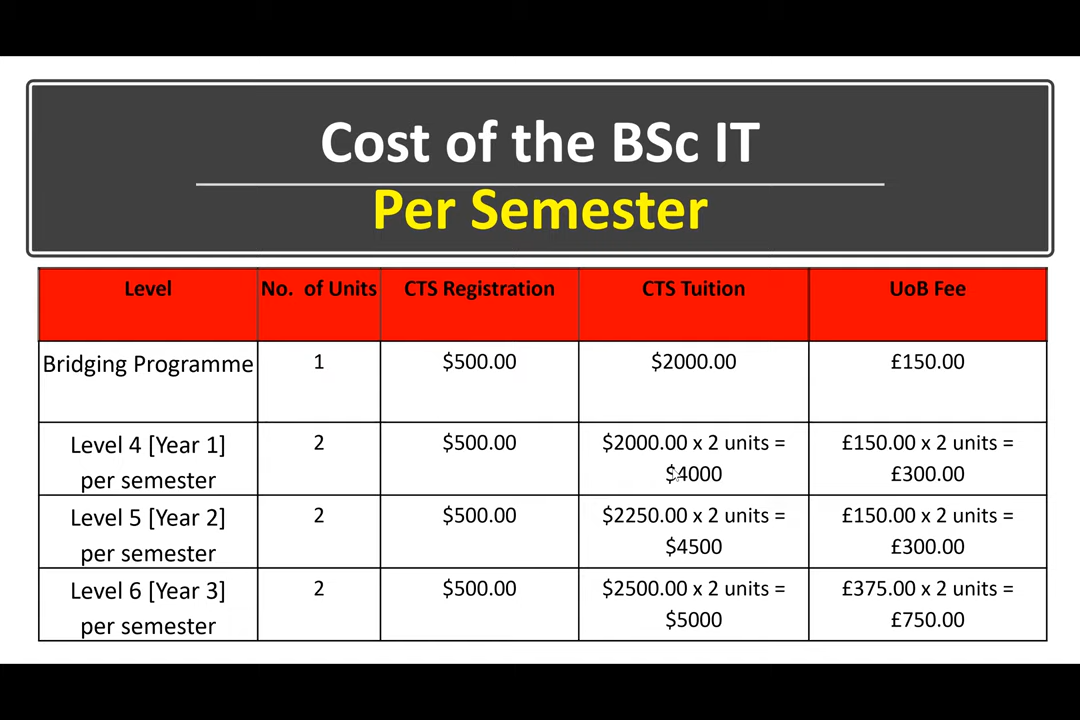 Cost of the BSc IT
Per Semester
Level No. of Units CTS Registration CTS Tuition UoB Fee
Bridging Programme 1 $500.00 $2000.00 £150.00
Level 4 [Year 1] 2 $500.00 $2000.00 x 2 units = £150.00 x 2 units =
per semester $4000 £300.00
Level 5 [Year 2] 2 $500.00 $2250.00 x 2 units = £150.00 x 2 units =
per semester $4500 £300.00
Level 6 [Year 3] 2 $500.00 $2500.00 x 2 units = £375.00 x 2 units =
per semester $5000 £750.00